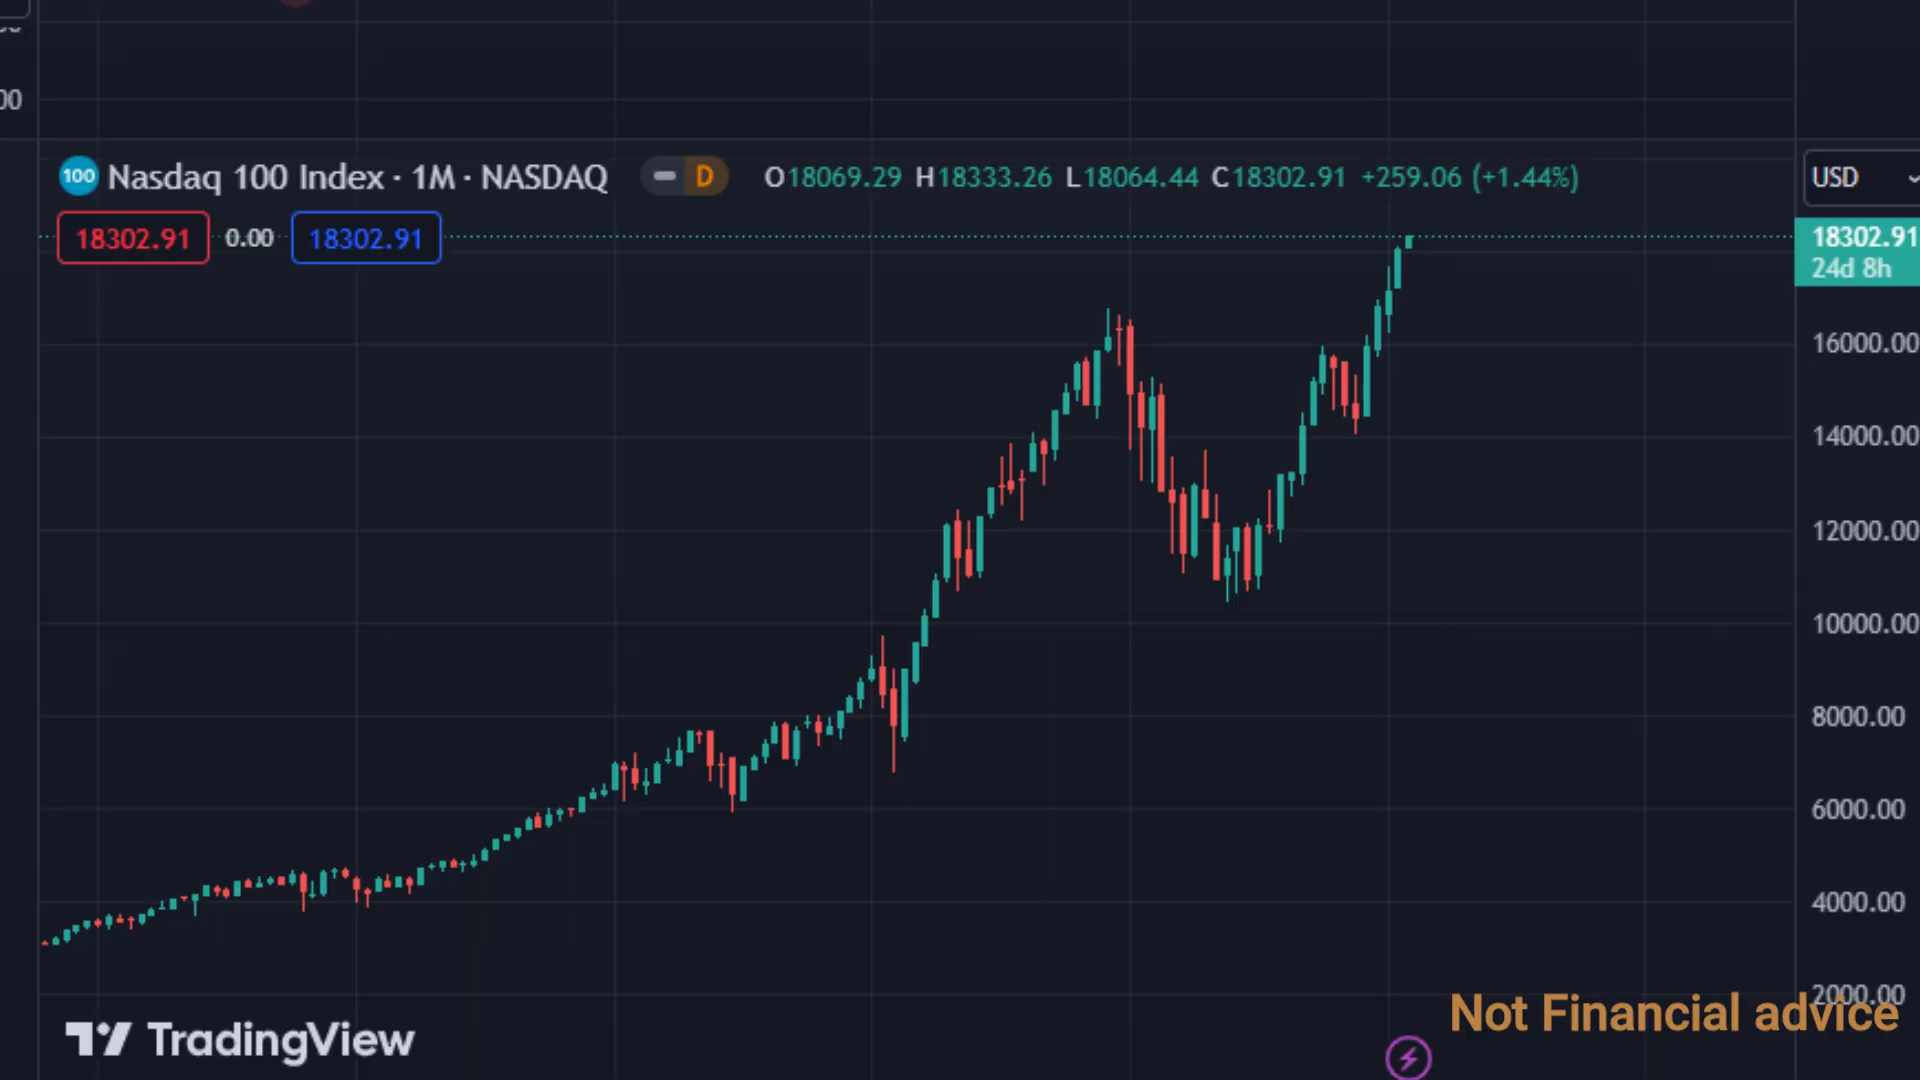 100 Nasdaq 100 Index · 1M · NASDAQ D O18069.29 H18333.26 L18064.44 C18302.91 +259.06 (+1.44%) USD
18302.91 0.00 18302.91 18302.91
24d 8h
16000.00
14000.00
12000.00
10000.00
8000.00
6000.00
4000.00
2000.00
Not Financial advice
TradingView